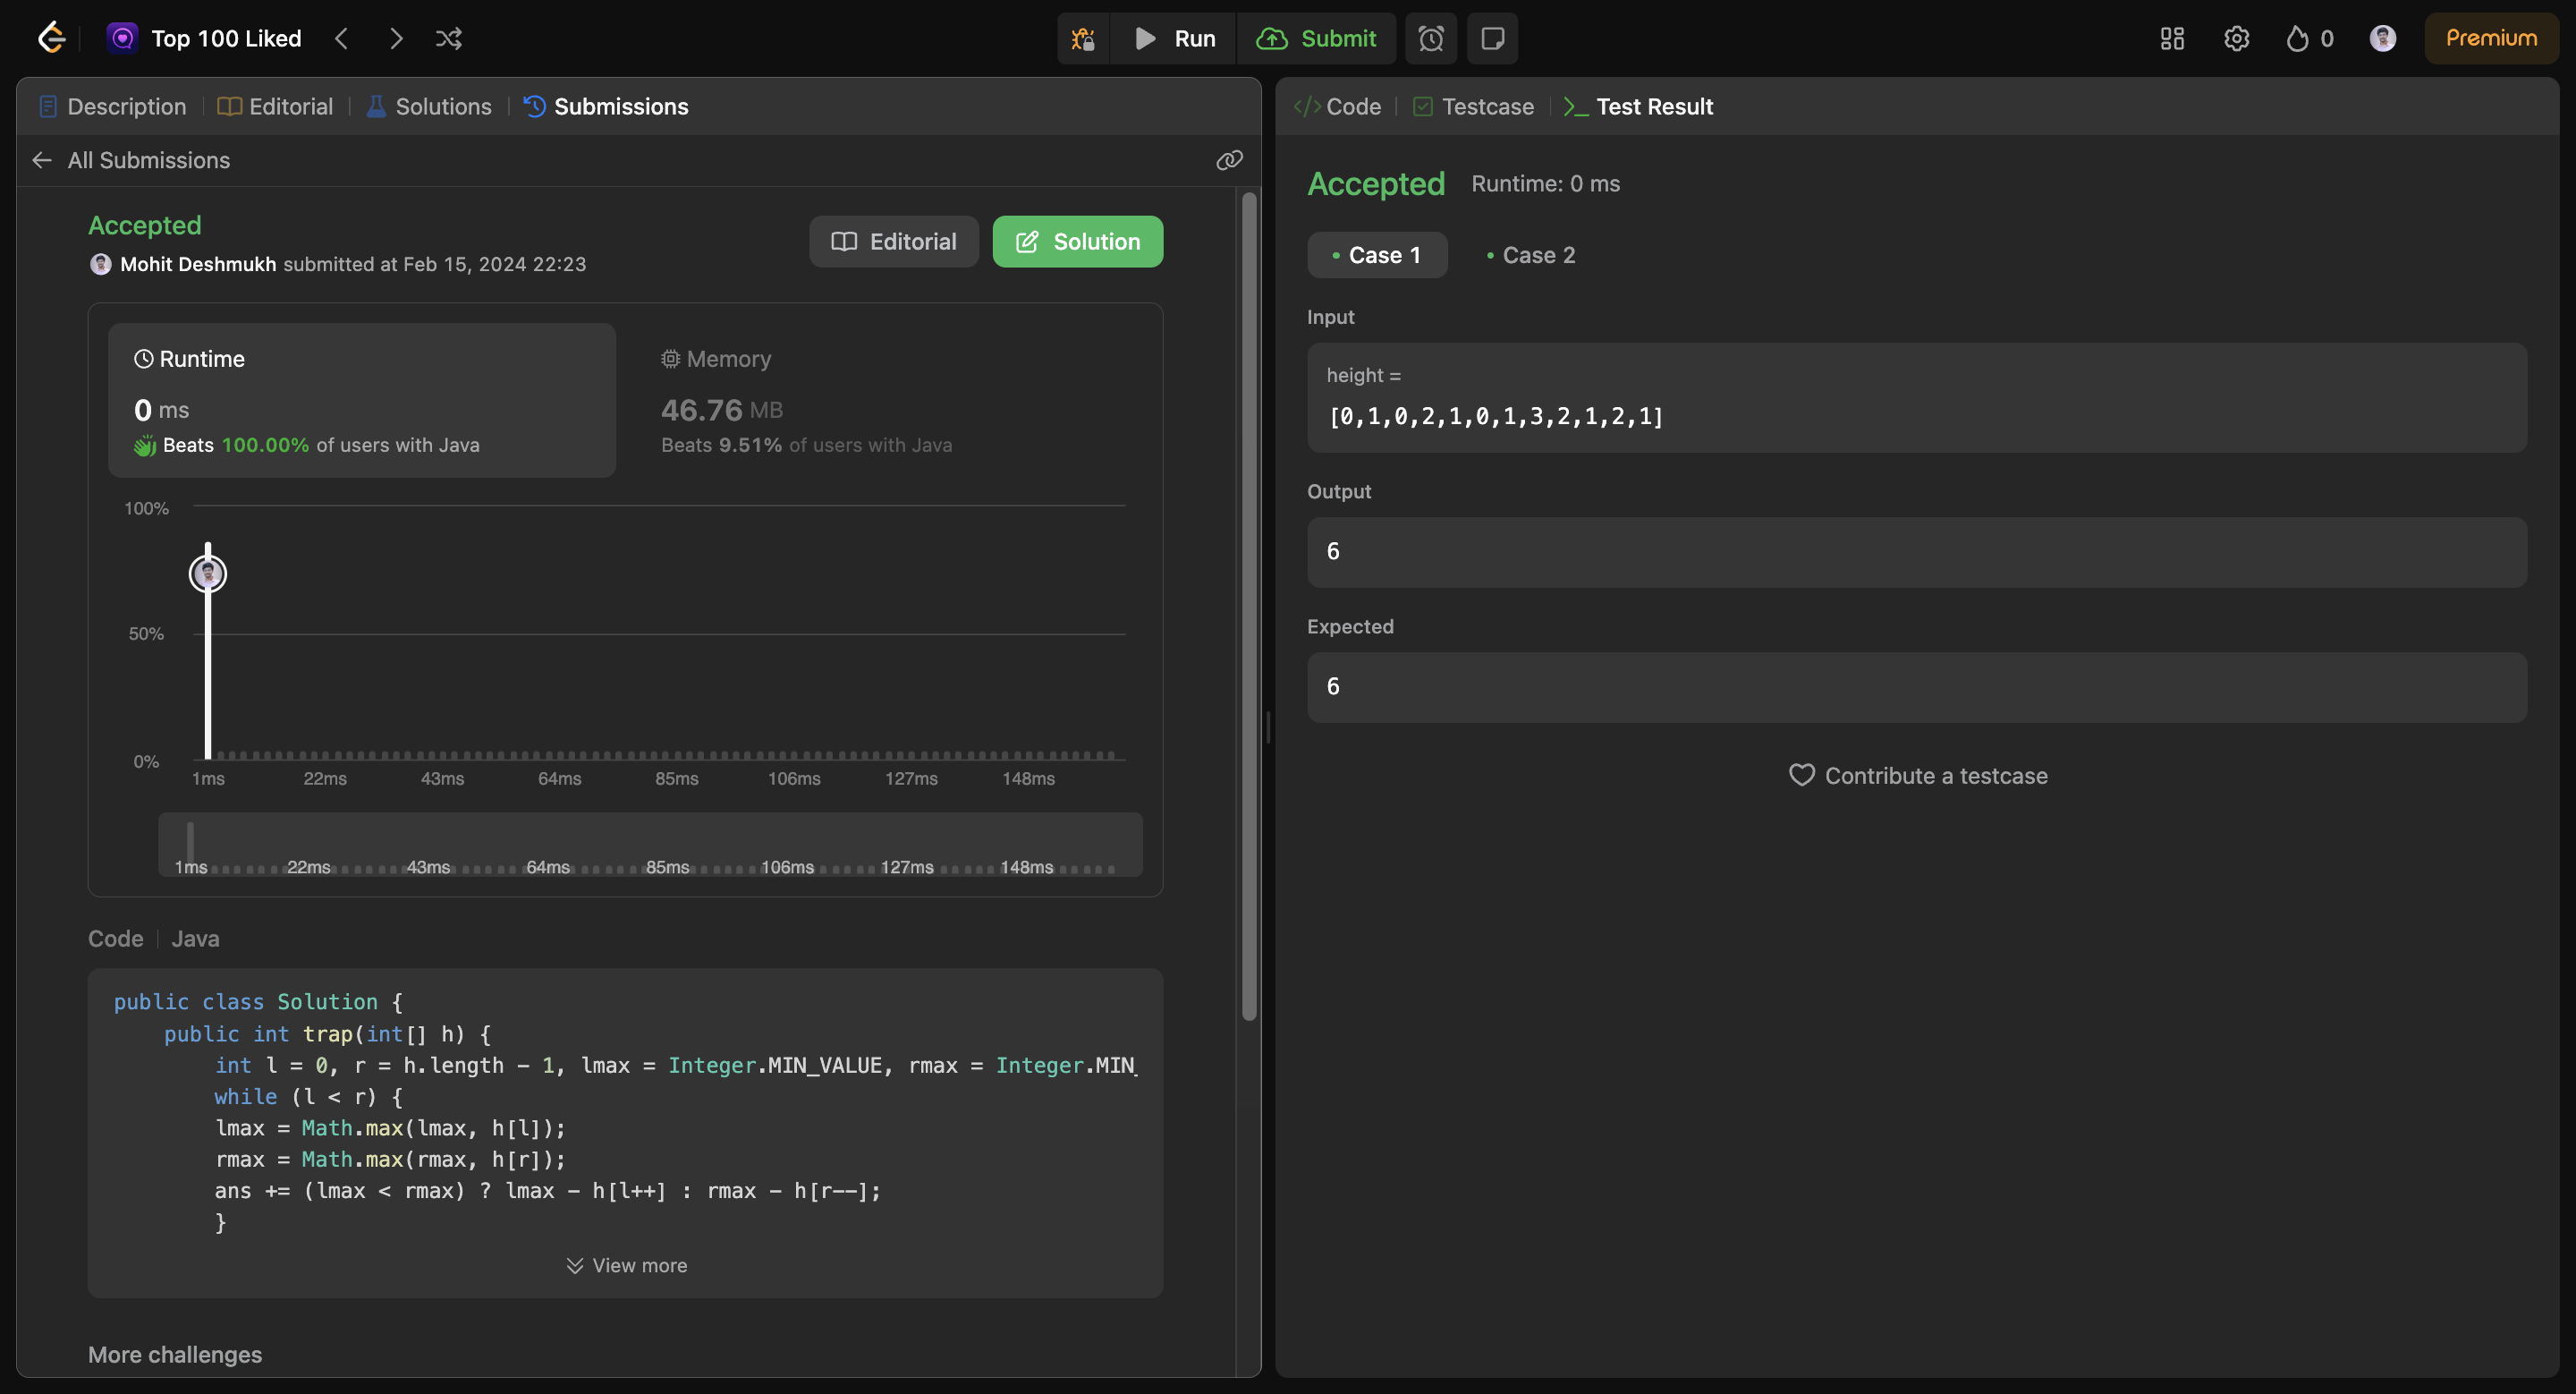 Top 100 Liked
Run
Submit
0
Premium
Description
Editorial
Solutions
Submissions
All Submissions
Accepted
Mohit Deshmukh submitted at Feb 15, 2024 22:23
Editorial
Solution
Runtime
0 ms
Beats 100.00% of users with Java
Memory
46.76 MB
Beats 9.51% of users with Java
100%
50%
0%
1ms 22ms 43ms 64ms 85ms 106ms 127ms 148ms
1ms 22ms 43ms 64ms 85ms 106ms 127ms 148ms
Code | Java
public class Solution {
    public int trap(int[] h) {
        int l = 0, r = h.length - 1, lmax = Integer.MIN_VALUE, rmax = Integer.MIN_
        while (l < r) {
        lmax = Math.max(lmax, h[l]);
        rmax = Math.max(rmax, h[r]);
        ans += (lmax < rmax) ? lmax - h[l++] : rmax - h[r--];
        }
View more
More challenges
Code
Testcase
>_ Test Result
Accepted
Runtime: 0 ms
• Case 1
• Case 2
Input
height =
[0,1,0,2,1,0,1,3,2,1,2,1]
Output
6
Expected
6
Contribute a testcase